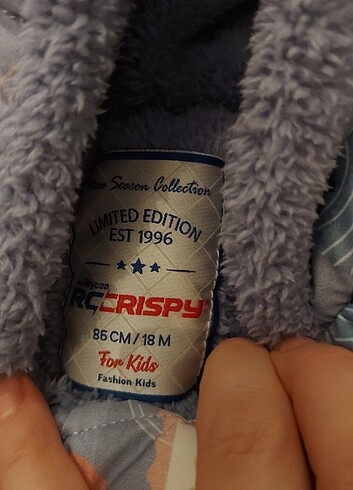 New Season Collection
LIMITED EDITION
EST 1996
RCCRISPY
86 CM / 18 M
For Kids
Fashion Kids